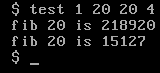 $ test 1 20 20 4
fib 20 is 218920
fib 20 is 15127
$ _